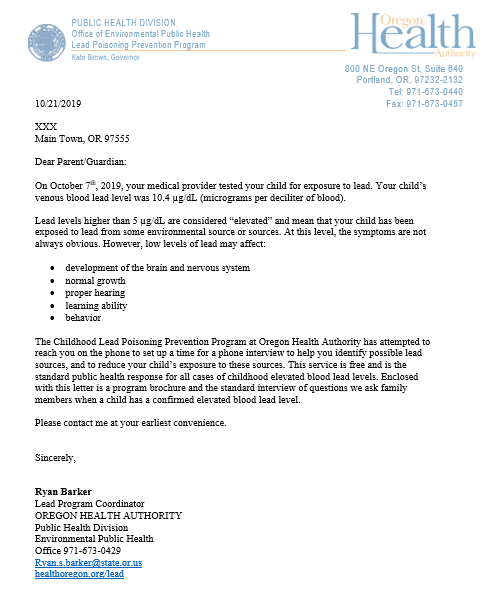 PUBLIC HEALTH DIVISION
Office of Environmental Public Health
Lead Poisoning Prevention Program
Kate Brown, Governor
Oregon
Health
Authority
800 NE Oregon St, Suite 640
Portland, OR, 97232-2132
Tel: 971-673-0440
Fax: 971-673-0457
10/21/2019
XXX
Main Town, OR 97555
Dear Parent/Guardian:
On October 7th, 2019, your medical provider tested your child for exposure to lead. Your child’s
venous blood lead level was 10.4 µg/dL (micrograms per deciliter of blood).
Lead levels higher than 5 µg/dL are considered “elevated” and mean that your child has been
exposed to lead from some environmental source or sources. At this level, the symptoms are not
always obvious. However, low levels of lead may affect:
• development of the brain and nervous system
• normal growth
• proper hearing
• learning ability
• behavior
The Childhood Lead Poisoning Prevention Program at Oregon Health Authority has attempted to
reach you on the phone to set up a time for a phone interview to help you identify possible lead
sources, and to reduce your child’s exposure to these sources. This service is free and is the
standard public health response for all cases of childhood elevated blood lead levels. Enclosed
with this letter is a program brochure and the standard interview of questions we ask family
members when a child has a confirmed elevated blood lead level.
Please contact me at your earliest convenience.
Sincerely,
Ryan Barker
Lead Program Coordinator
OREGON HEALTH AUTHORITY
Public Health Division
Environmental Public Health
Office 971-673-0429
Ryan.s.barker@state.or.us
healthoregon.org/lead